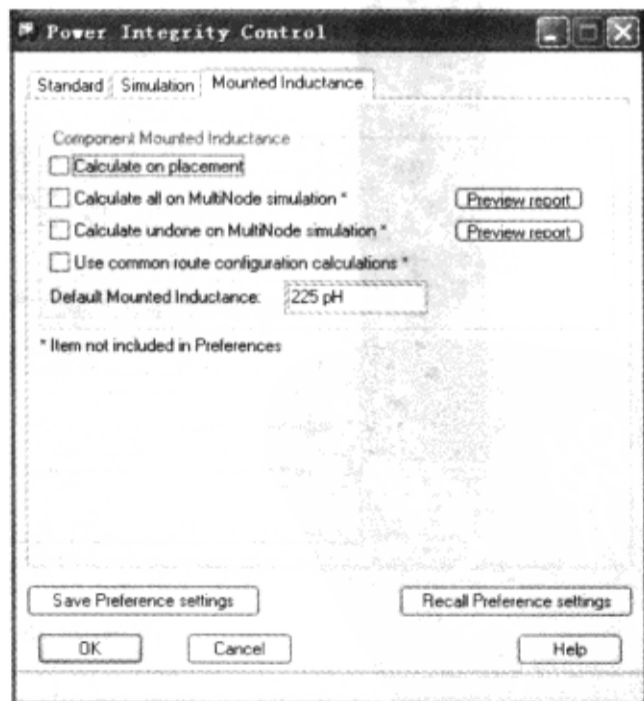 Power Integrity Control
Standard Simulation Mounted Inductance
Component Mounted Inductance
Calculate on placement
Calculate all on MultiNode simulation * Preview report
Calculate undone on MultiNode simulation * Preview report
Use common route configuration calculations *
Default Mounted Inductance: 225 pH
* Item not included in Preferences
Save Preference settings Recall Preference settings
OK Cancel Help